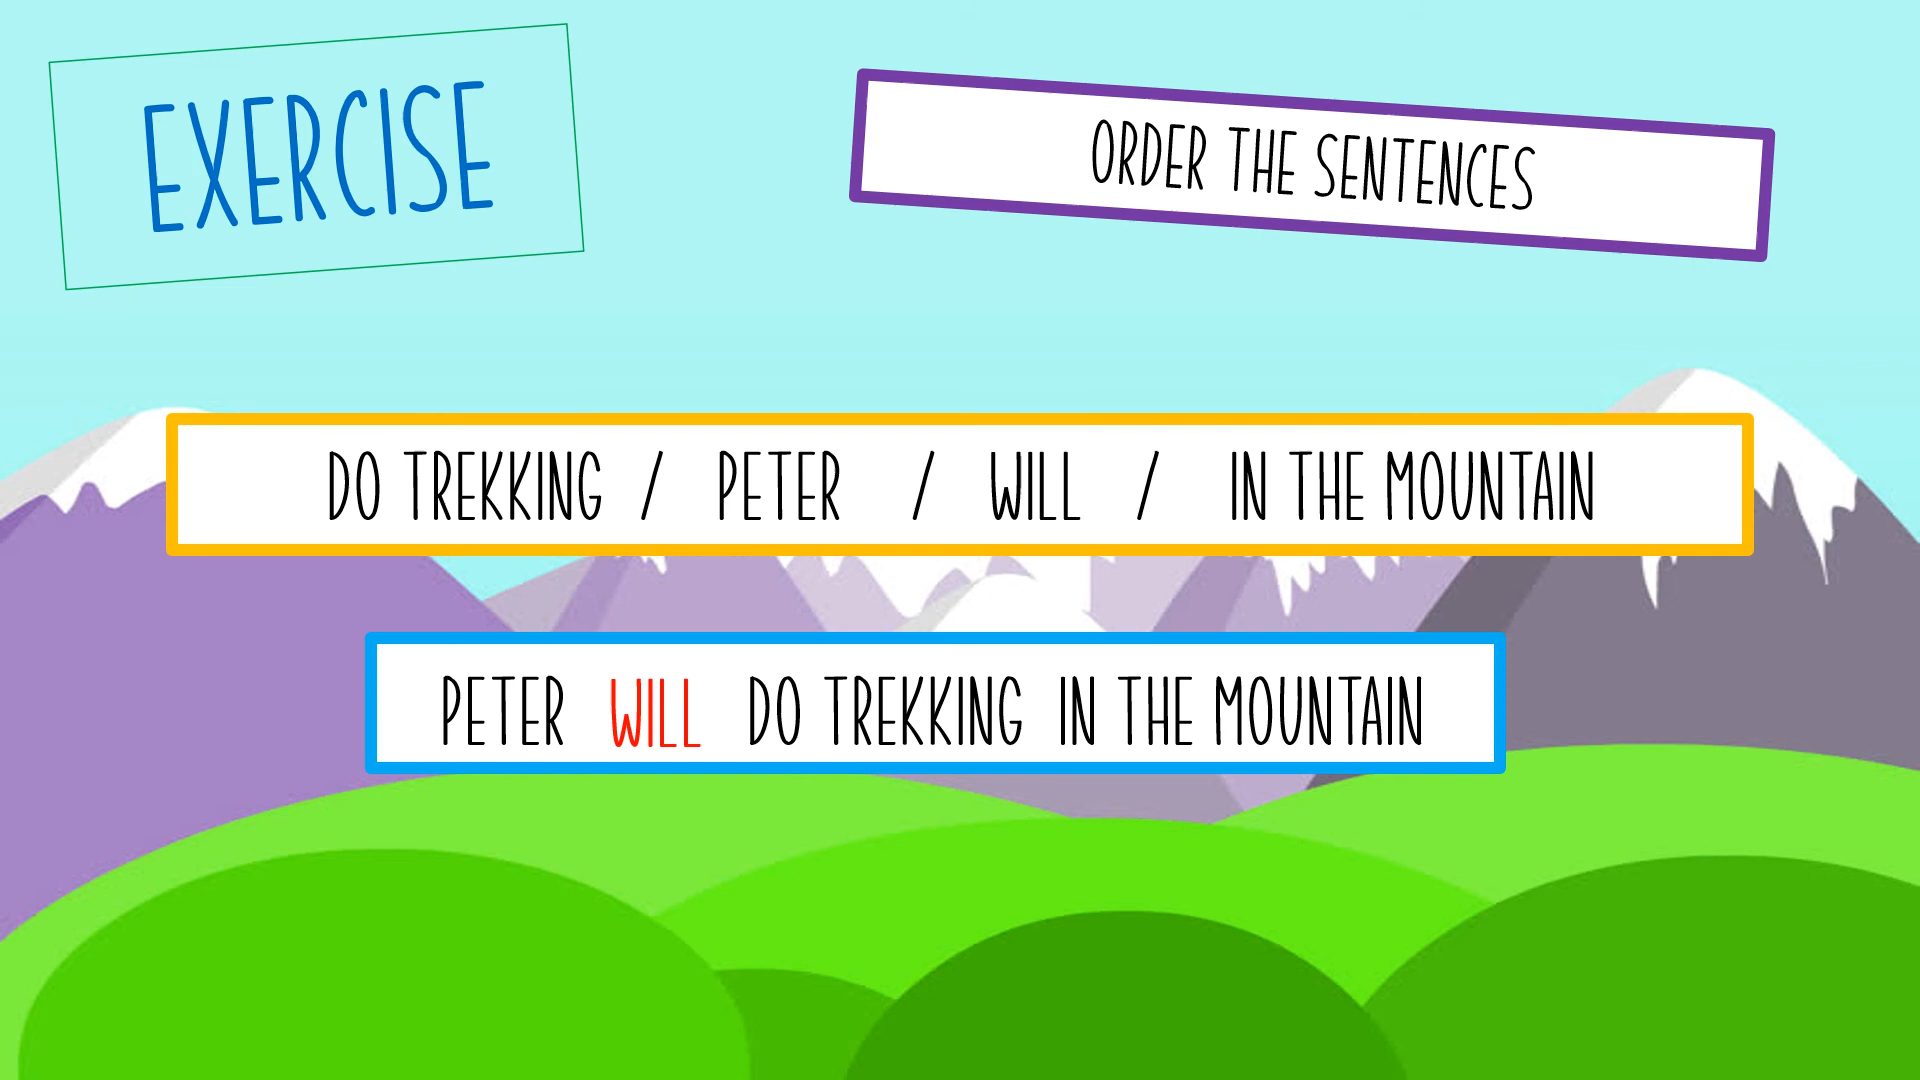 EXERCISE
ORDER THE SENTENCES
DO TREKKING / PETER / WILL / IN THE MOUNTAIN
PETER WILL DO TREKKING IN THE MOUNTAIN